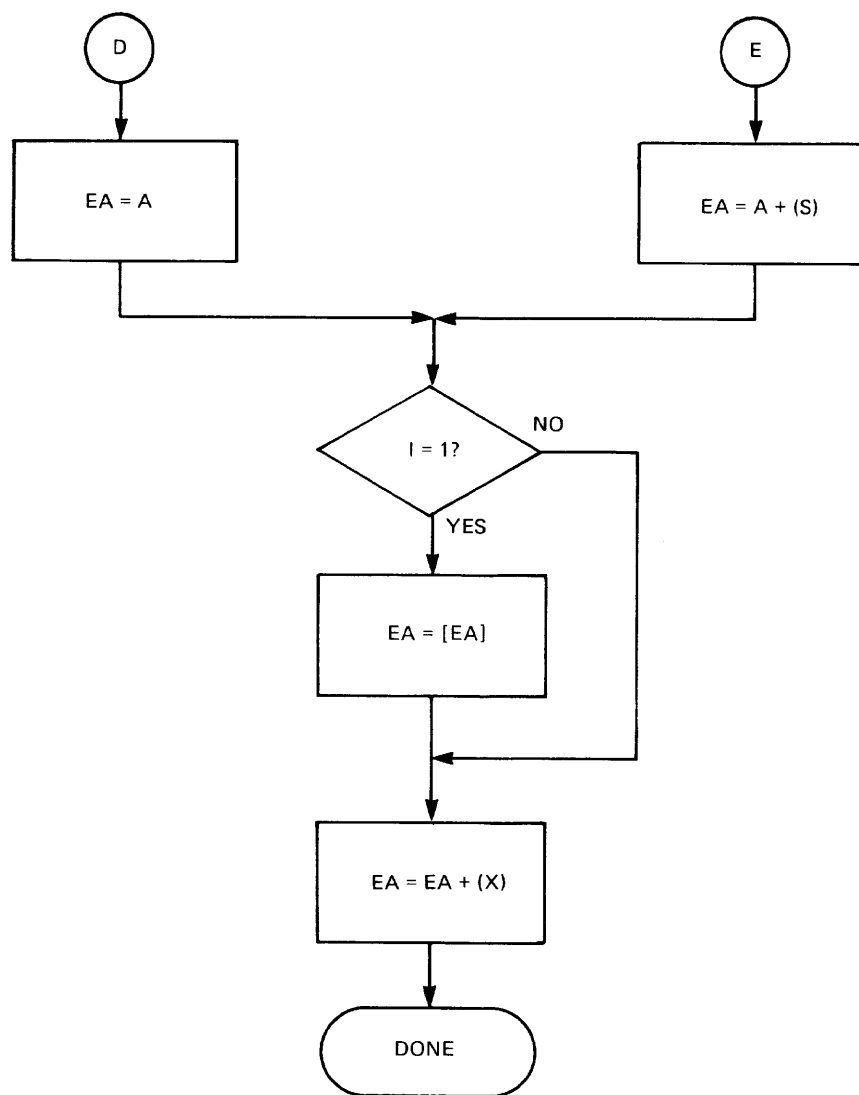 D
E
EA = A
EA = A + (S)
I = 1?
NO
YES
EA = [EA]
EA = EA + (X)
DONE